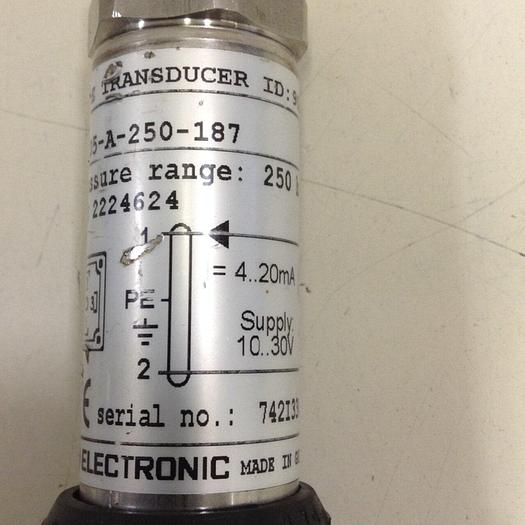 TRANSDUCER ID:
5-A-250-187
ssure range: 250
2224624
1
= 4..20mA
PE
Supply
10..30V
2
CE serial no.: 742I33
ELECTRONIC MADE IN